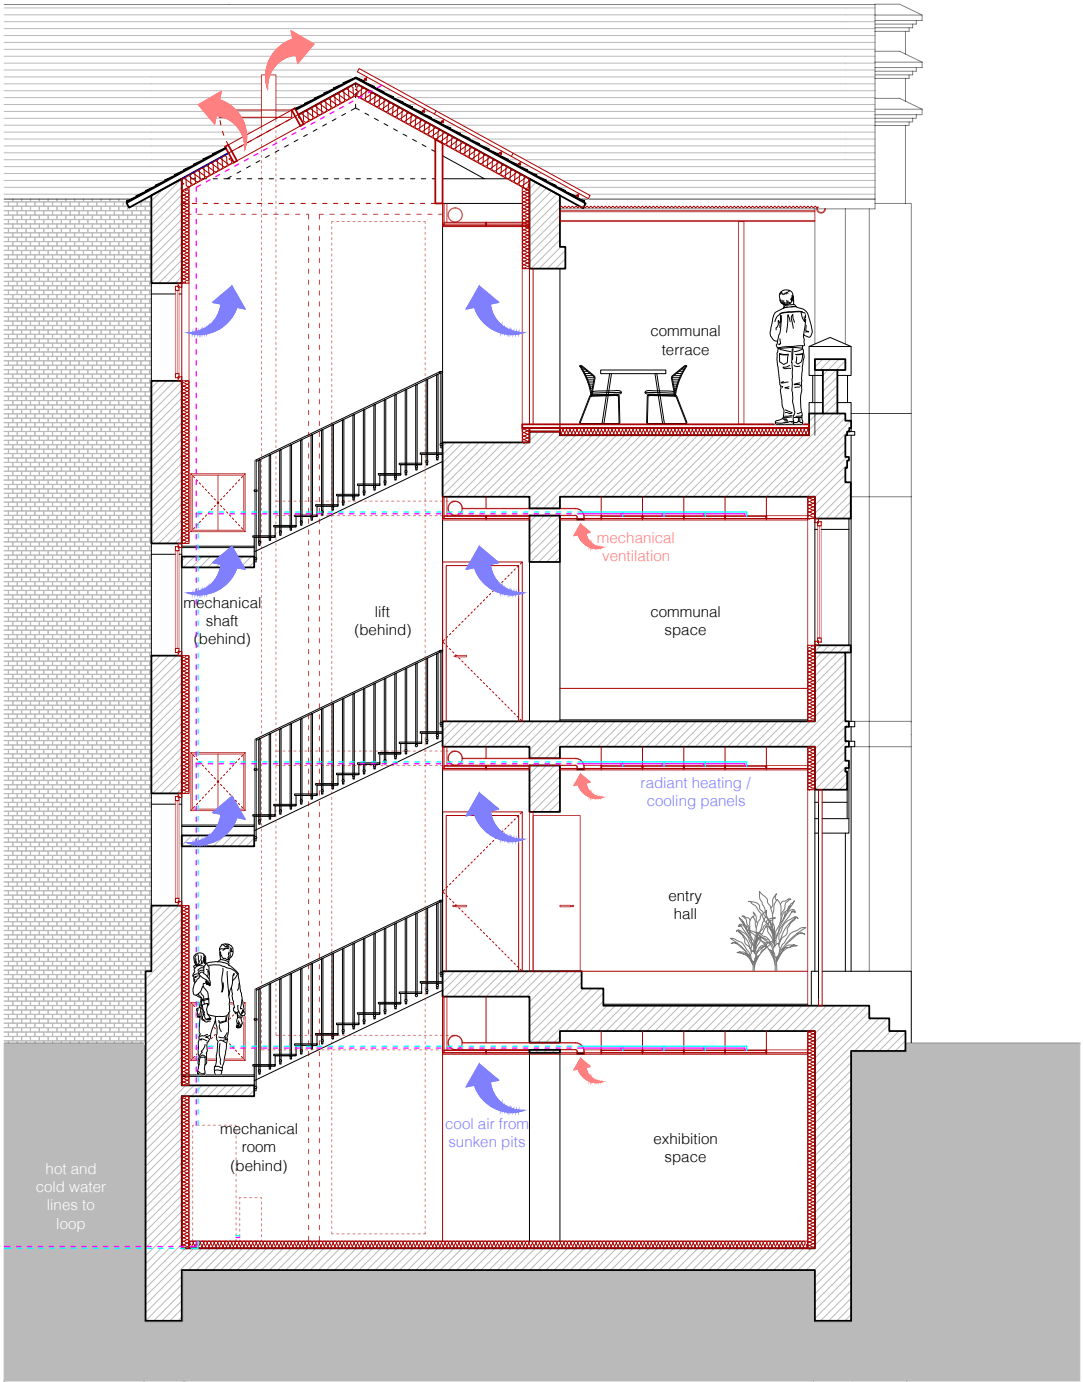 communal
terrace
mechanical
ventilation
mechanical
shaft
(behind)
lift
(behind)
communal
space
radiant heating /
cooling panels
entry
hall
cool air from
sunken pits
mechanical
room
(behind)
exhibition
space
hot and
cold water
lines to
loop